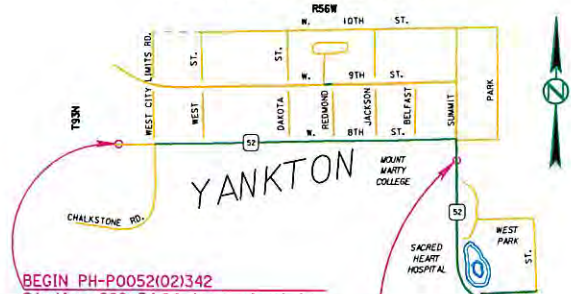 R56W
W. 10TH ST.
WEST CITY LIMITS RD.
ST.
ST.
W. 9TH ST.
T93N
WEST
DAKOTA
REDMOND
JACKSON
BELFAST
SUMMIT
PARK
N
52
W. 8TH ST.
YANKTON
MOUNT
MARTY
COLLEGE
52
CHALKSTONE RD.
WEST
PARK
ST.
SACRED
HEART
HOSPITAL
BEGIN PH-P0052(02)342